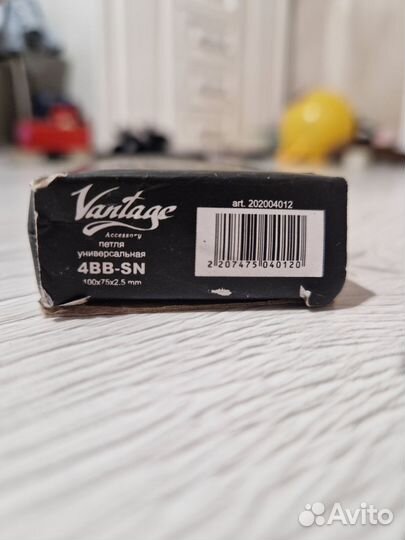 Vantage
Accessory
петля
универсальная
4BB-SN
100x75x2.5 mm
art. 202004012
2 207475 040120
Avito